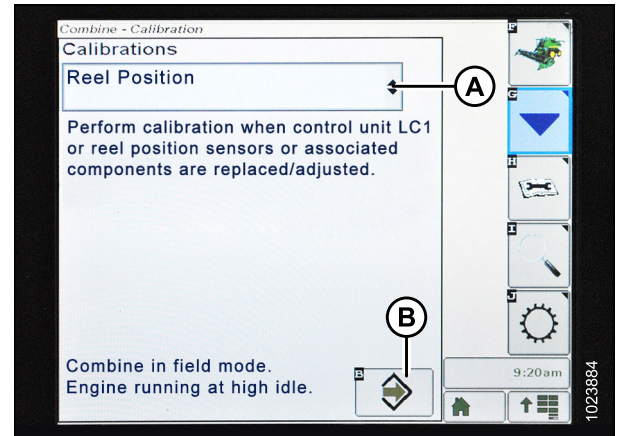 Combine - Calibration
Calibrations
Reel Position
A
Perform calibration when control unit LC1
or reel position sensors or associated
components are replaced/adjusted.
B
Combine in field mode.
Engine running at high idle.
B
F
G
H
I
J
9:20am
1023884